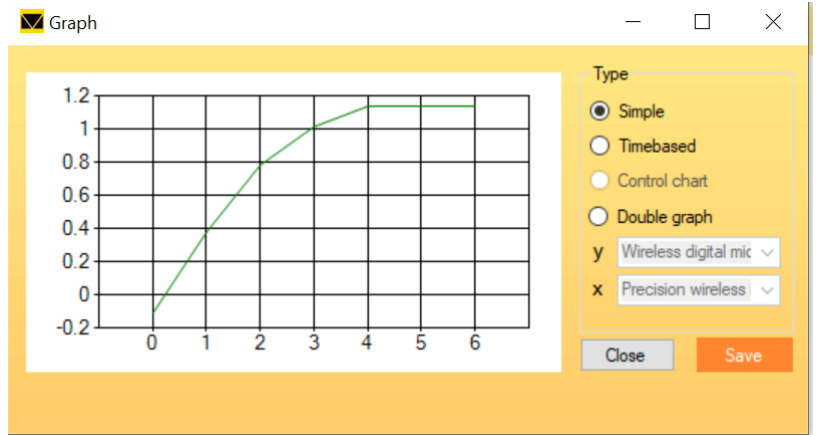 Graph
1.2
1
0.8
0.6
0.4
0.2
0
-0.2
0 1 2 3 4 5 6
Type
Simple
Timebased
Control chart
Double graph
y Wireless digital mic
x Precision wireless
Close Save